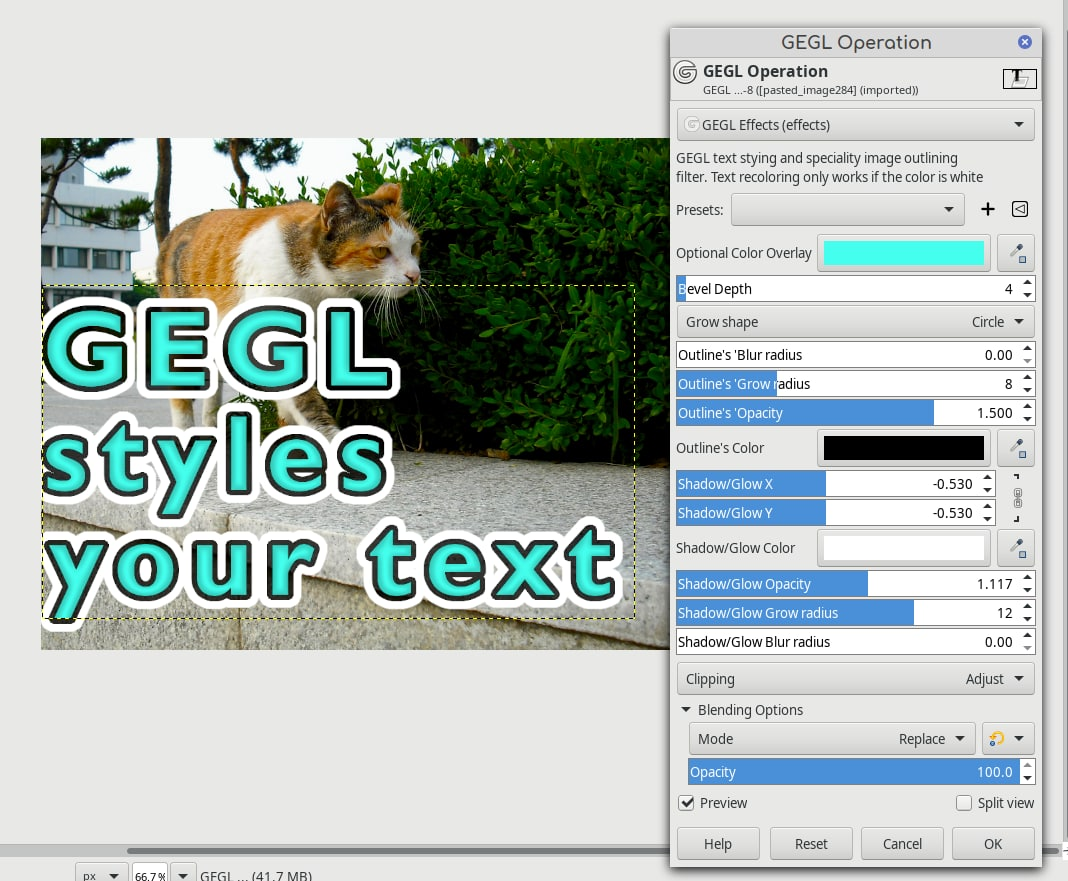 GEGL Operation
GEGL Operation
GEGL ...-8 ([pasted_image284] (imported))
GEGL Effects (effects)
GEGL text stying and speciality image outlining
filter. Text recoloring only works if the color is white
Presets:
Optional Color Overlay
Bevel Depth 4
Grow shape Circle
Outline's 'Blur radius 0.00
Outline's 'Grow radius 8
Outline's 'Opacity 1.500
Outline's Color
Shadow/Glow X -0.530
Shadow/Glow Y -0.530
Shadow/Glow Color
Shadow/Glow Opacity 1.117
Shadow/Glow Grow radius 12
Shadow/Glow Blur radius 0.00
Clipping Adjust
Blending Options
Mode Replace
Opacity 100.0
Preview Split view
Help Reset Cancel OK
GEGL
styles
your text
px 66.7 % GEGL ... (41.7 MB)